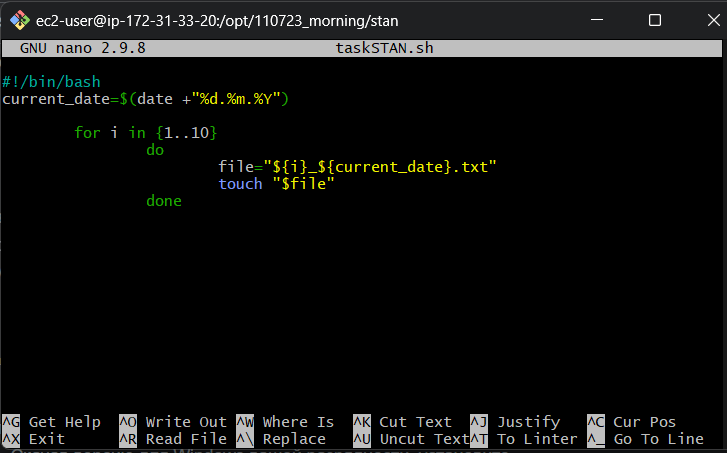 ec2-user@ip-172-31-33-20:/opt/110723_morning/stan
GNU nano 2.9.8 taskSTAN.sh
#!/bin/bash
current_date=$(date +"%d.%m.%Y")
for i in {1..10}
do
file="${i}_${current_date}.txt"
touch "$file"
done
^G Get Help ^O Write Out ^W Where Is ^K Cut Text ^J Justify ^C Cur Pos
^X Exit ^R Read File ^\ Replace ^U Uncut Text ^T To Linter ^_ Go To Line